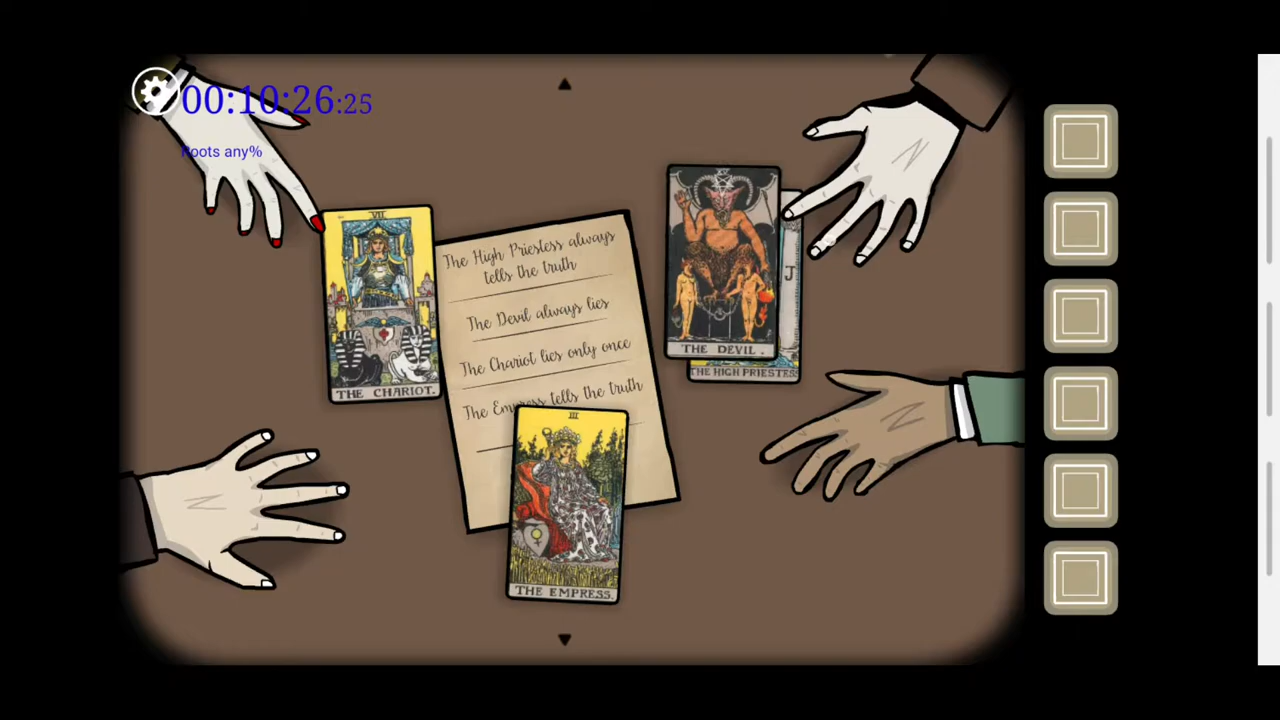 00:10:26:25
Roots any%
VII
THE CHARIOT.
The High Priestess always
tells the truth
The Devil always lies
The Chariot lies only once
The Empress tells the truth
THE DEVIL.
J
THE HIGH PRIESTESS
III
THE EMPRESS.